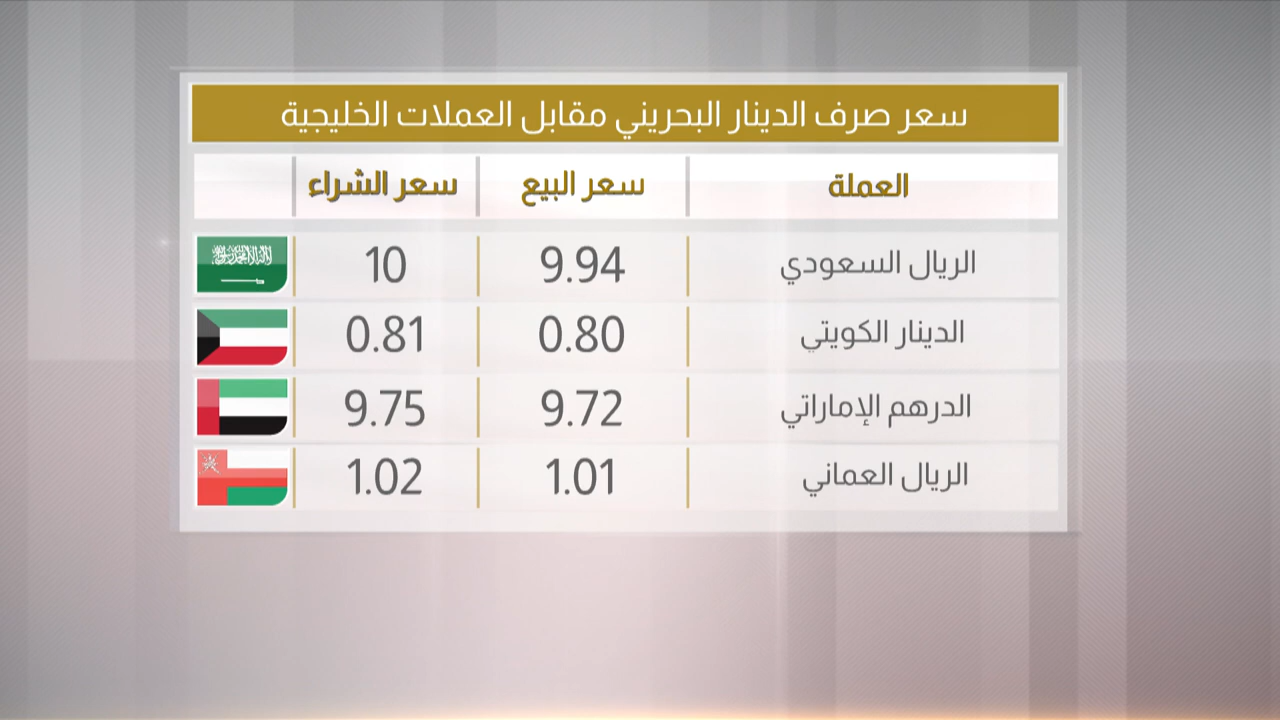 سعر صرف الدينار البحريني مقابل العملات الخليجية
العملة سعر البيع سعر الشراء
الريال السعودي 9.94 10
الدينار الكويتي 0.80 0.81
الدرهم الإماراتي 9.72 9.75
الريال العماني 1.01 1.02